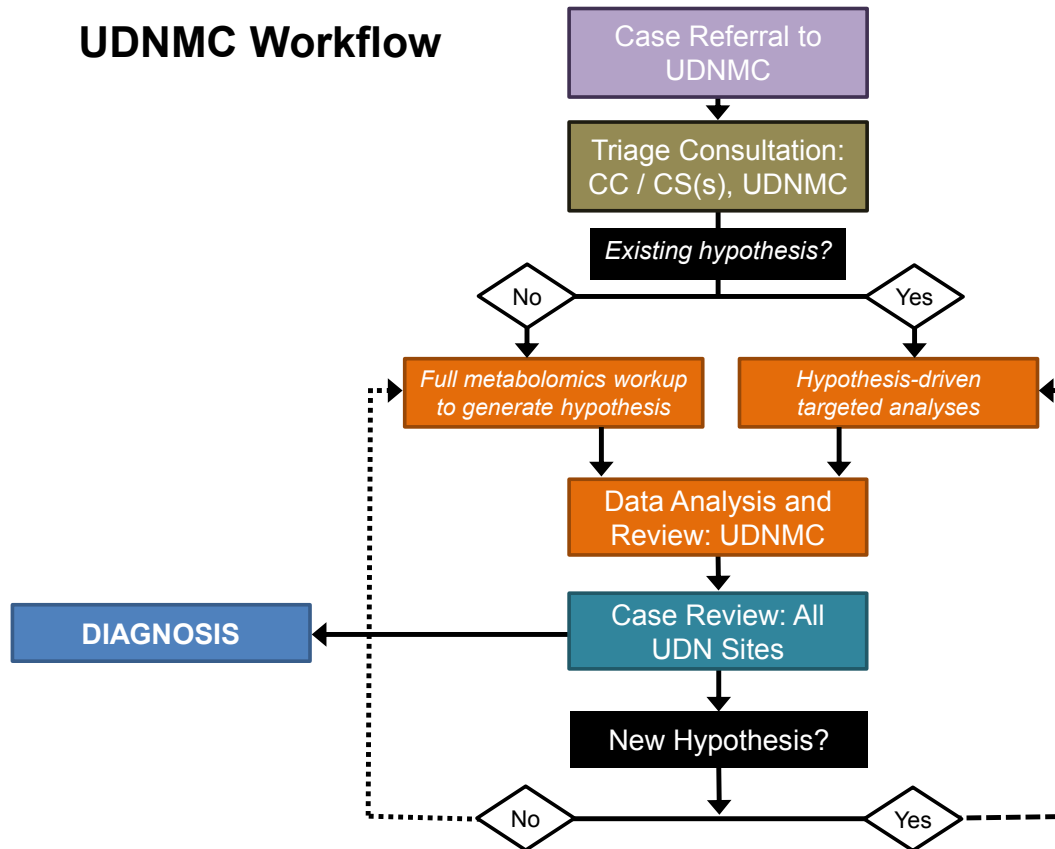 UDNMC Workflow
Case Referral to
UDNMC
Triage Consultation:
CC / CS(s), UDNMC
Existing hypothesis?
No
Yes
Full metabolomics workup
to generate hypothesis
Hypothesis-driven
targeted analyses
Data Analysis and
Review: UDNMC
DIAGNOSIS
Case Review: All
UDN Sites
New Hypothesis?
No
Yes